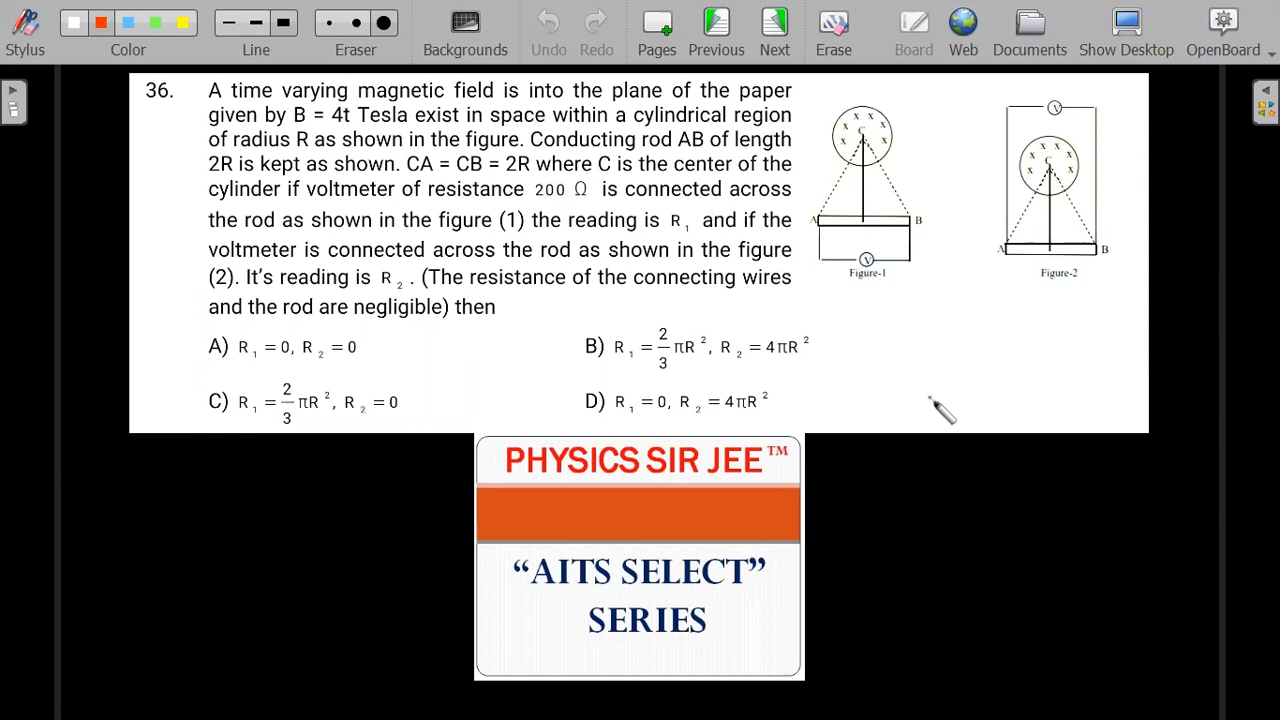 Stylus Color Line Eraser Backgrounds Undo Redo Pages Previous Next Erase Board Web Documents Show Desktop OpenBoard
36. A time varying magnetic field is into the plane of the paper
given by B = 4t Tesla exist in space within a cylindrical region
of radius R as shown in the figure. Conducting rod AB of length
2R is kept as shown. CA = CB = 2R where C is the center of the
cylinder if voltmeter of resistance 200 Ω is connected across
the rod as shown in the figure (1) the reading is R₁ and if the
voltmeter is connected across the rod as shown in the figure
(2). It's reading is R₂. (The resistance of the connecting wires
and the rod are negligible) then
A) R₁ = 0, R₂ = 0
B) R₁ = 2/3 πR², R₂ = 4πR²
C) R₁ = 2/3 πR², R₂ = 0
D) R₁ = 0, R₂ = 4πR²
x x x x x x
C
A B
V
Figure-1
V
x x x x x x
C
A B
Figure-2
PHYSICS SIR JEE™
“AITS SELECT”
SERIES